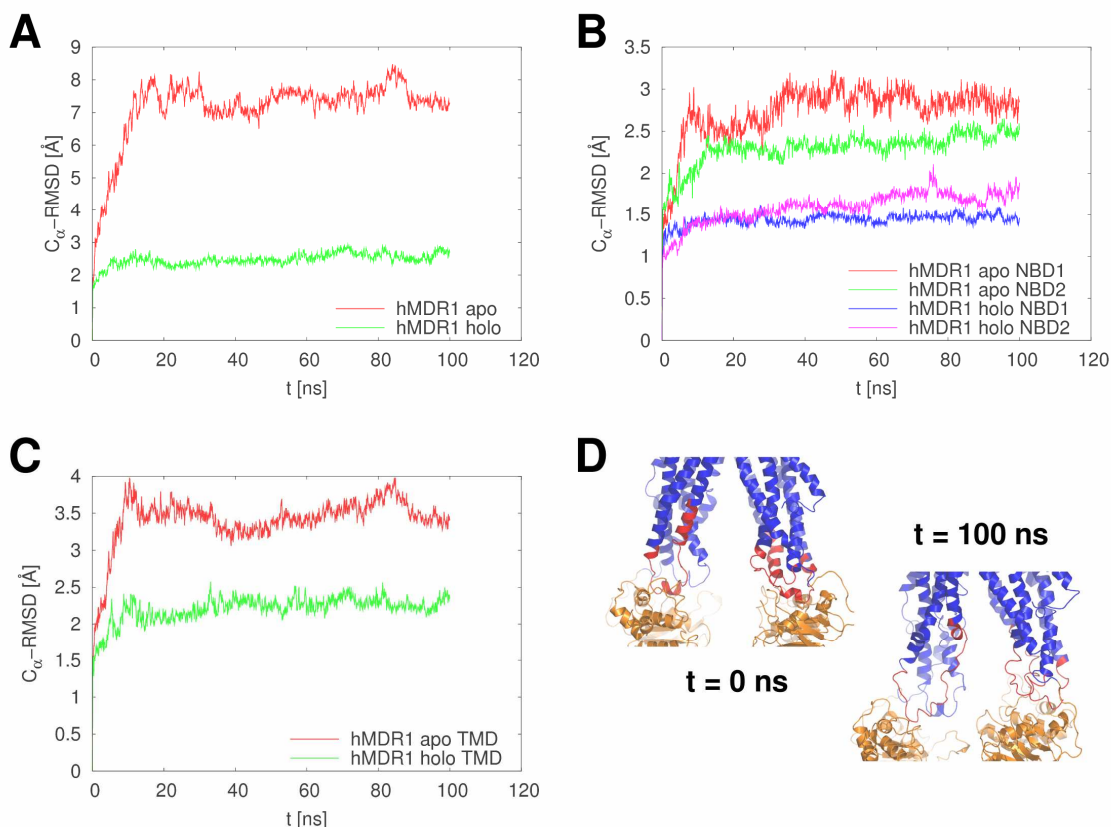 A
9
8
7
6
5
4
3
2
1
0
Cα−RMSD [Å]
hMDR1 apo
hMDR1 holo
0 20 40 60 80 100 120
t [ns]
B
3.5
3
2.5
2
1.5
1
0.5
0
Cα−RMSD [Å]
hMDR1 apo NBD1
hMDR1 apo NBD2
hMDR1 holo NBD1
hMDR1 holo NBD2
0 20 40 60 80 100 120
t [ns]
C
4
3.5
3
2.5
2
1.5
1
0.5
0
Cα−RMSD [Å]
hMDR1 apo TMD
hMDR1 holo TMD
0 20 40 60 80 100 120
t [ns]
D
t = 0 ns
t = 100 ns